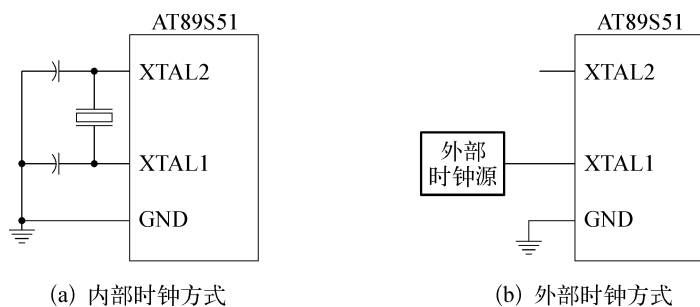 AT89S51
XTAL2
XTAL1
GND
(a) 内部时钟方式
AT89S51
XTAL2
外部
时钟源
XTAL1
GND
(b) 外部时钟方式